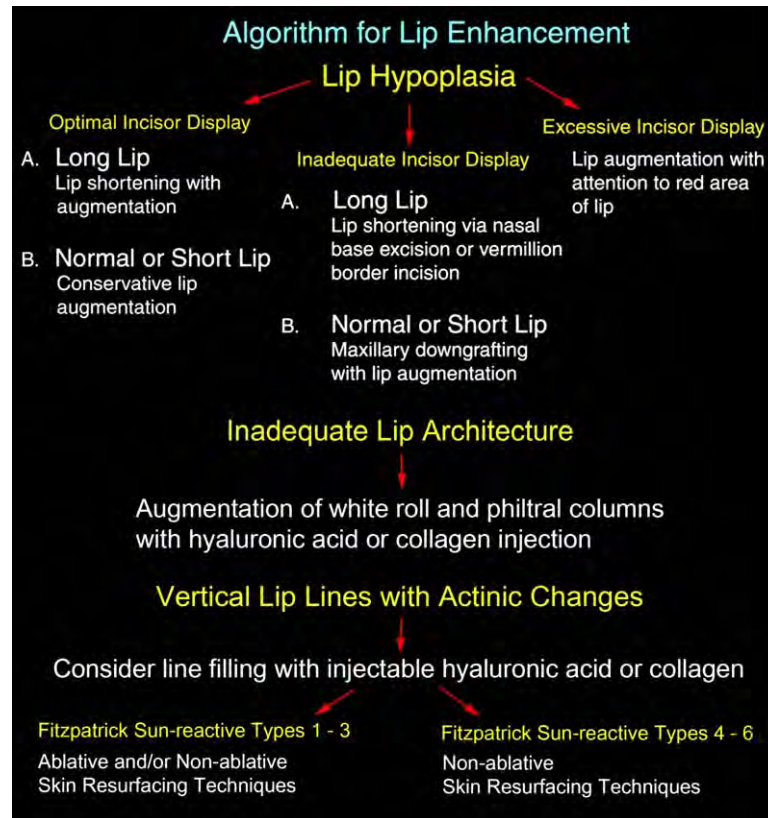 Algorithm for Lip Enhancement
Lip Hypoplasia
Optimal Incisor Display
A. Long Lip
Lip shortening with
augmentation
B. Normal or Short Lip
Conservative lip
augmentation
Inadequate Incisor Display
A. Long Lip
Lip shortening via nasal
base excision or vermillion
border incision
B. Normal or Short Lip
Maxillary downgrafting
with lip augmentation
Excessive Incisor Display
Lip augmentation with
attention to red area
of lip
Inadequate Lip Architecture
Augmentation of white roll and philtral columns
with hyaluronic acid or collagen injection
Vertical Lip Lines with Actinic Changes
Consider line filling with injectable hyaluronic acid or collagen
Fitzpatrick Sun-reactive Types 1 - 3
Ablative and/or Non-ablative
Skin Resurfacing Techniques
Fitzpatrick Sun-reactive Types 4 - 6
Non-ablative
Skin Resurfacing Techniques